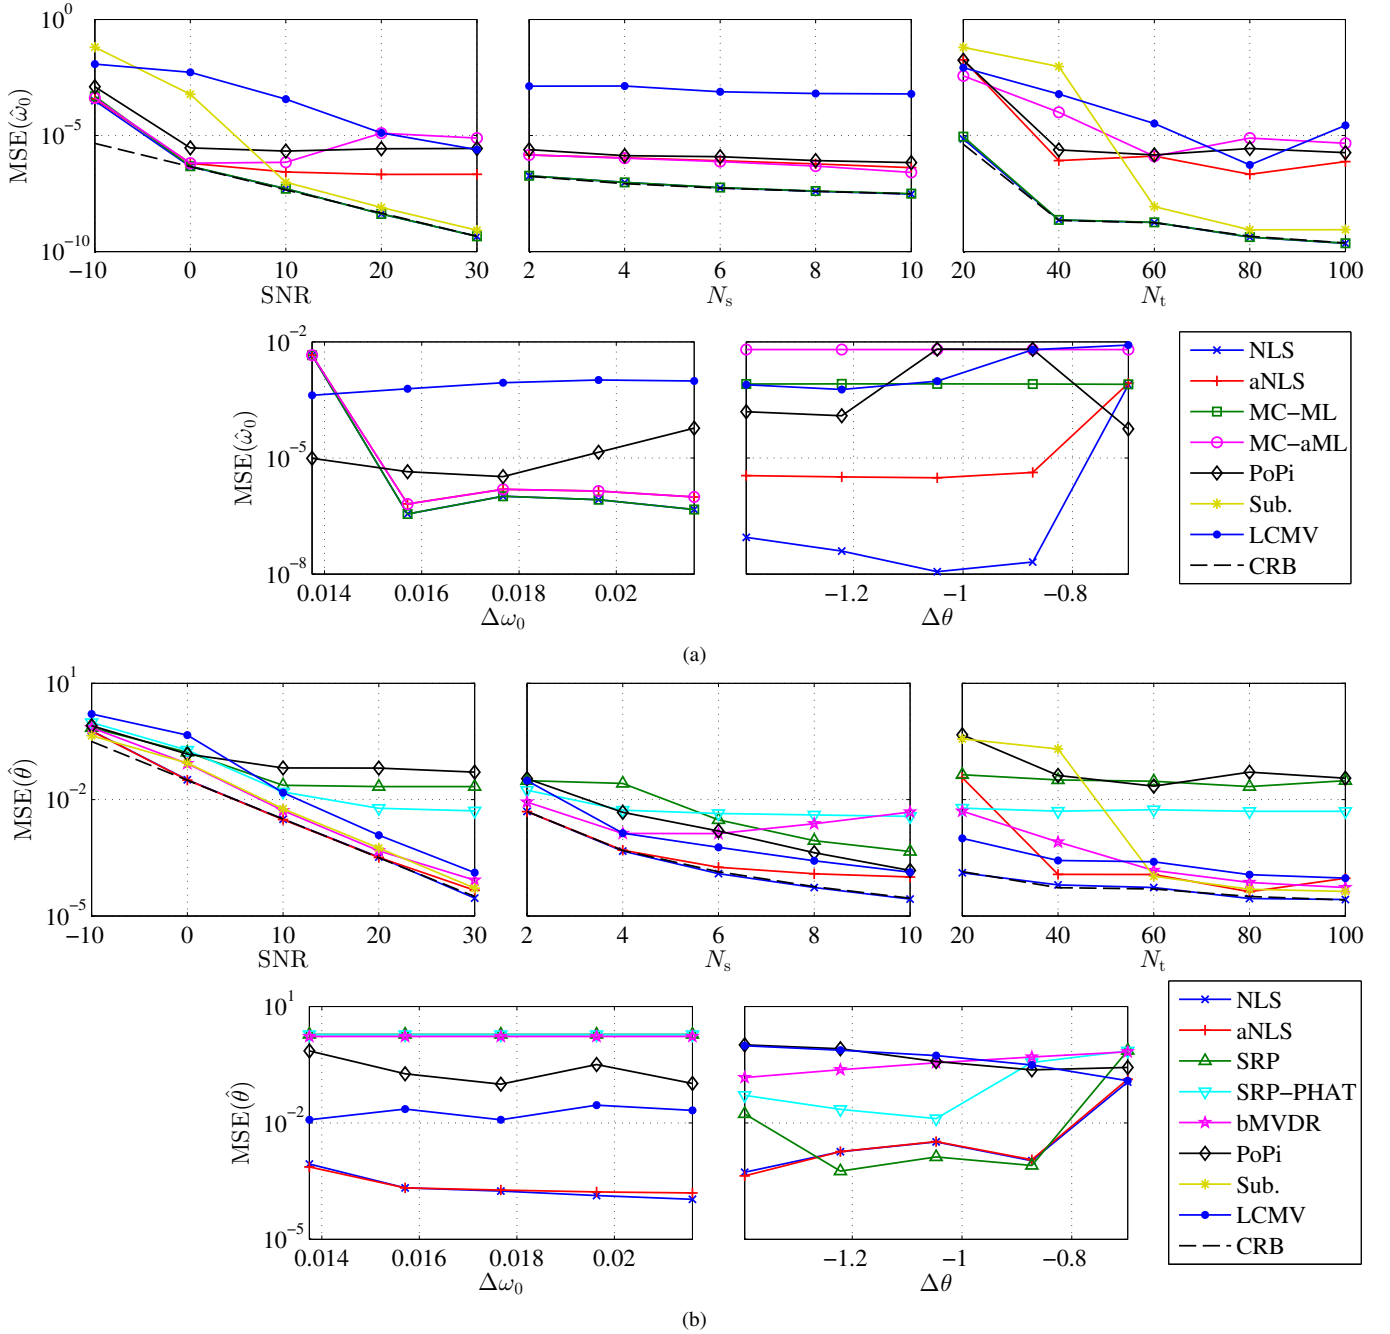 10^0
10^−5
10^−10
MSE(ω̂₀)
−10 0 10 20 30
SNR
2 4 6 8 10
N_s
20 40 60 80 100
N_t
10^−2
10^−5
10^−8
MSE(ω̂₀)
0.014 0.016 0.018 0.02
Δω₀
−1.2 −1 −0.8
Δθ
NLS
aNLS
MC−ML
MC−aML
PoPi
Sub.
LCMV
CRB
(a)
10^1
10^−2
10^−5
MSE(θ̂)
−10 0 10 20 30
SNR
2 4 6 8 10
N_s
20 40 60 80 100
N_t
10^1
10^−2
10^−5
MSE(θ̂)
0.014 0.016 0.018 0.02
Δω₀
−1.2 −1 −0.8
Δθ
NLS
aNLS
SRP
SRP−PHAT
bMVDR
PoPi
Sub.
LCMV
CRB
(b)